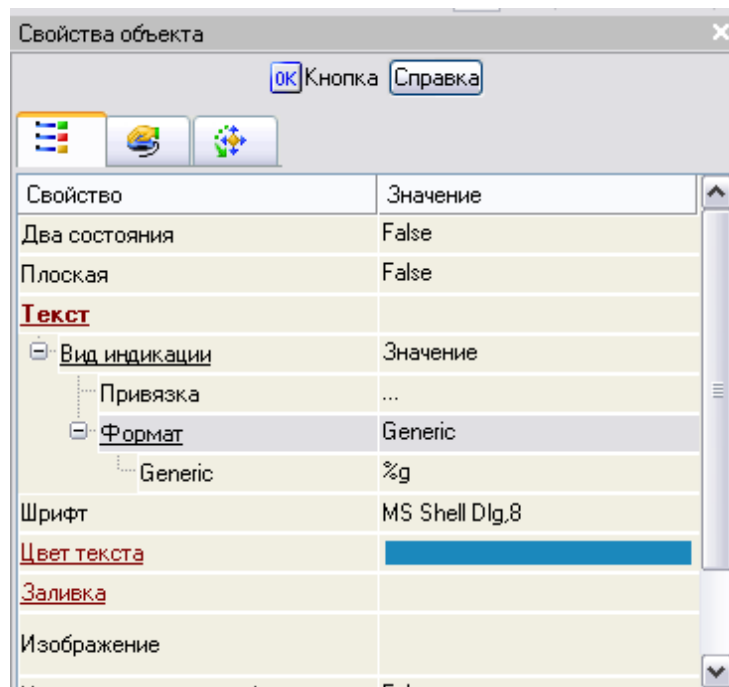 Свойства объекта
OK Кнопка Справка
Свойство Значение
Два состояния False
Плоская False
Текст
Вид индикации Значение
Привязка ...
Формат Generic
Generic %g
Шрифт MS Shell Dlg,8
Цвет текста
Заливка
Изображение